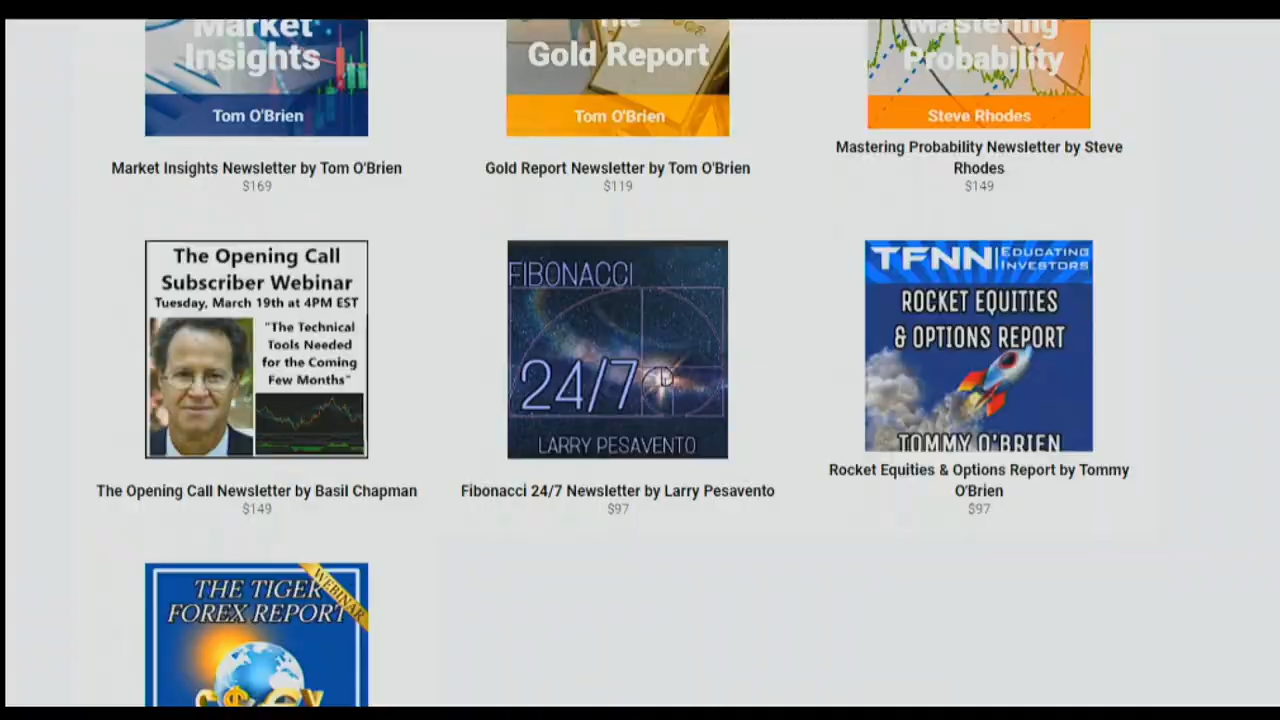 Market
Insights
Tom O'Brien
Market Insights Newsletter by Tom O'Brien
$169
The
Gold Report
Tom O'Brien
Gold Report Newsletter by Tom O'Brien
$119
Mastering
Probability
Steve Rhodes
Mastering Probability Newsletter by Steve
Rhodes
$149
The Opening Call
Subscriber Webinar
Tuesday, March 19th at 4PM EST
"The Technical
Tools Needed
for the Coming
Few Months"
The Opening Call Newsletter by Basil Chapman
$149
FIBONACCI
24/7
LARRY PESAVENTO
Fibonacci 24/7 Newsletter by Larry Pesavento
$97
TFNN EDUCATING
INVESTORS
ROCKET EQUITIES
& OPTIONS REPORT
TOMMY O'BRIEN
Rocket Equities & Options Report by Tommy
O'Brien
$97
THE TIGER
FOREX REPORT
WEBINAR